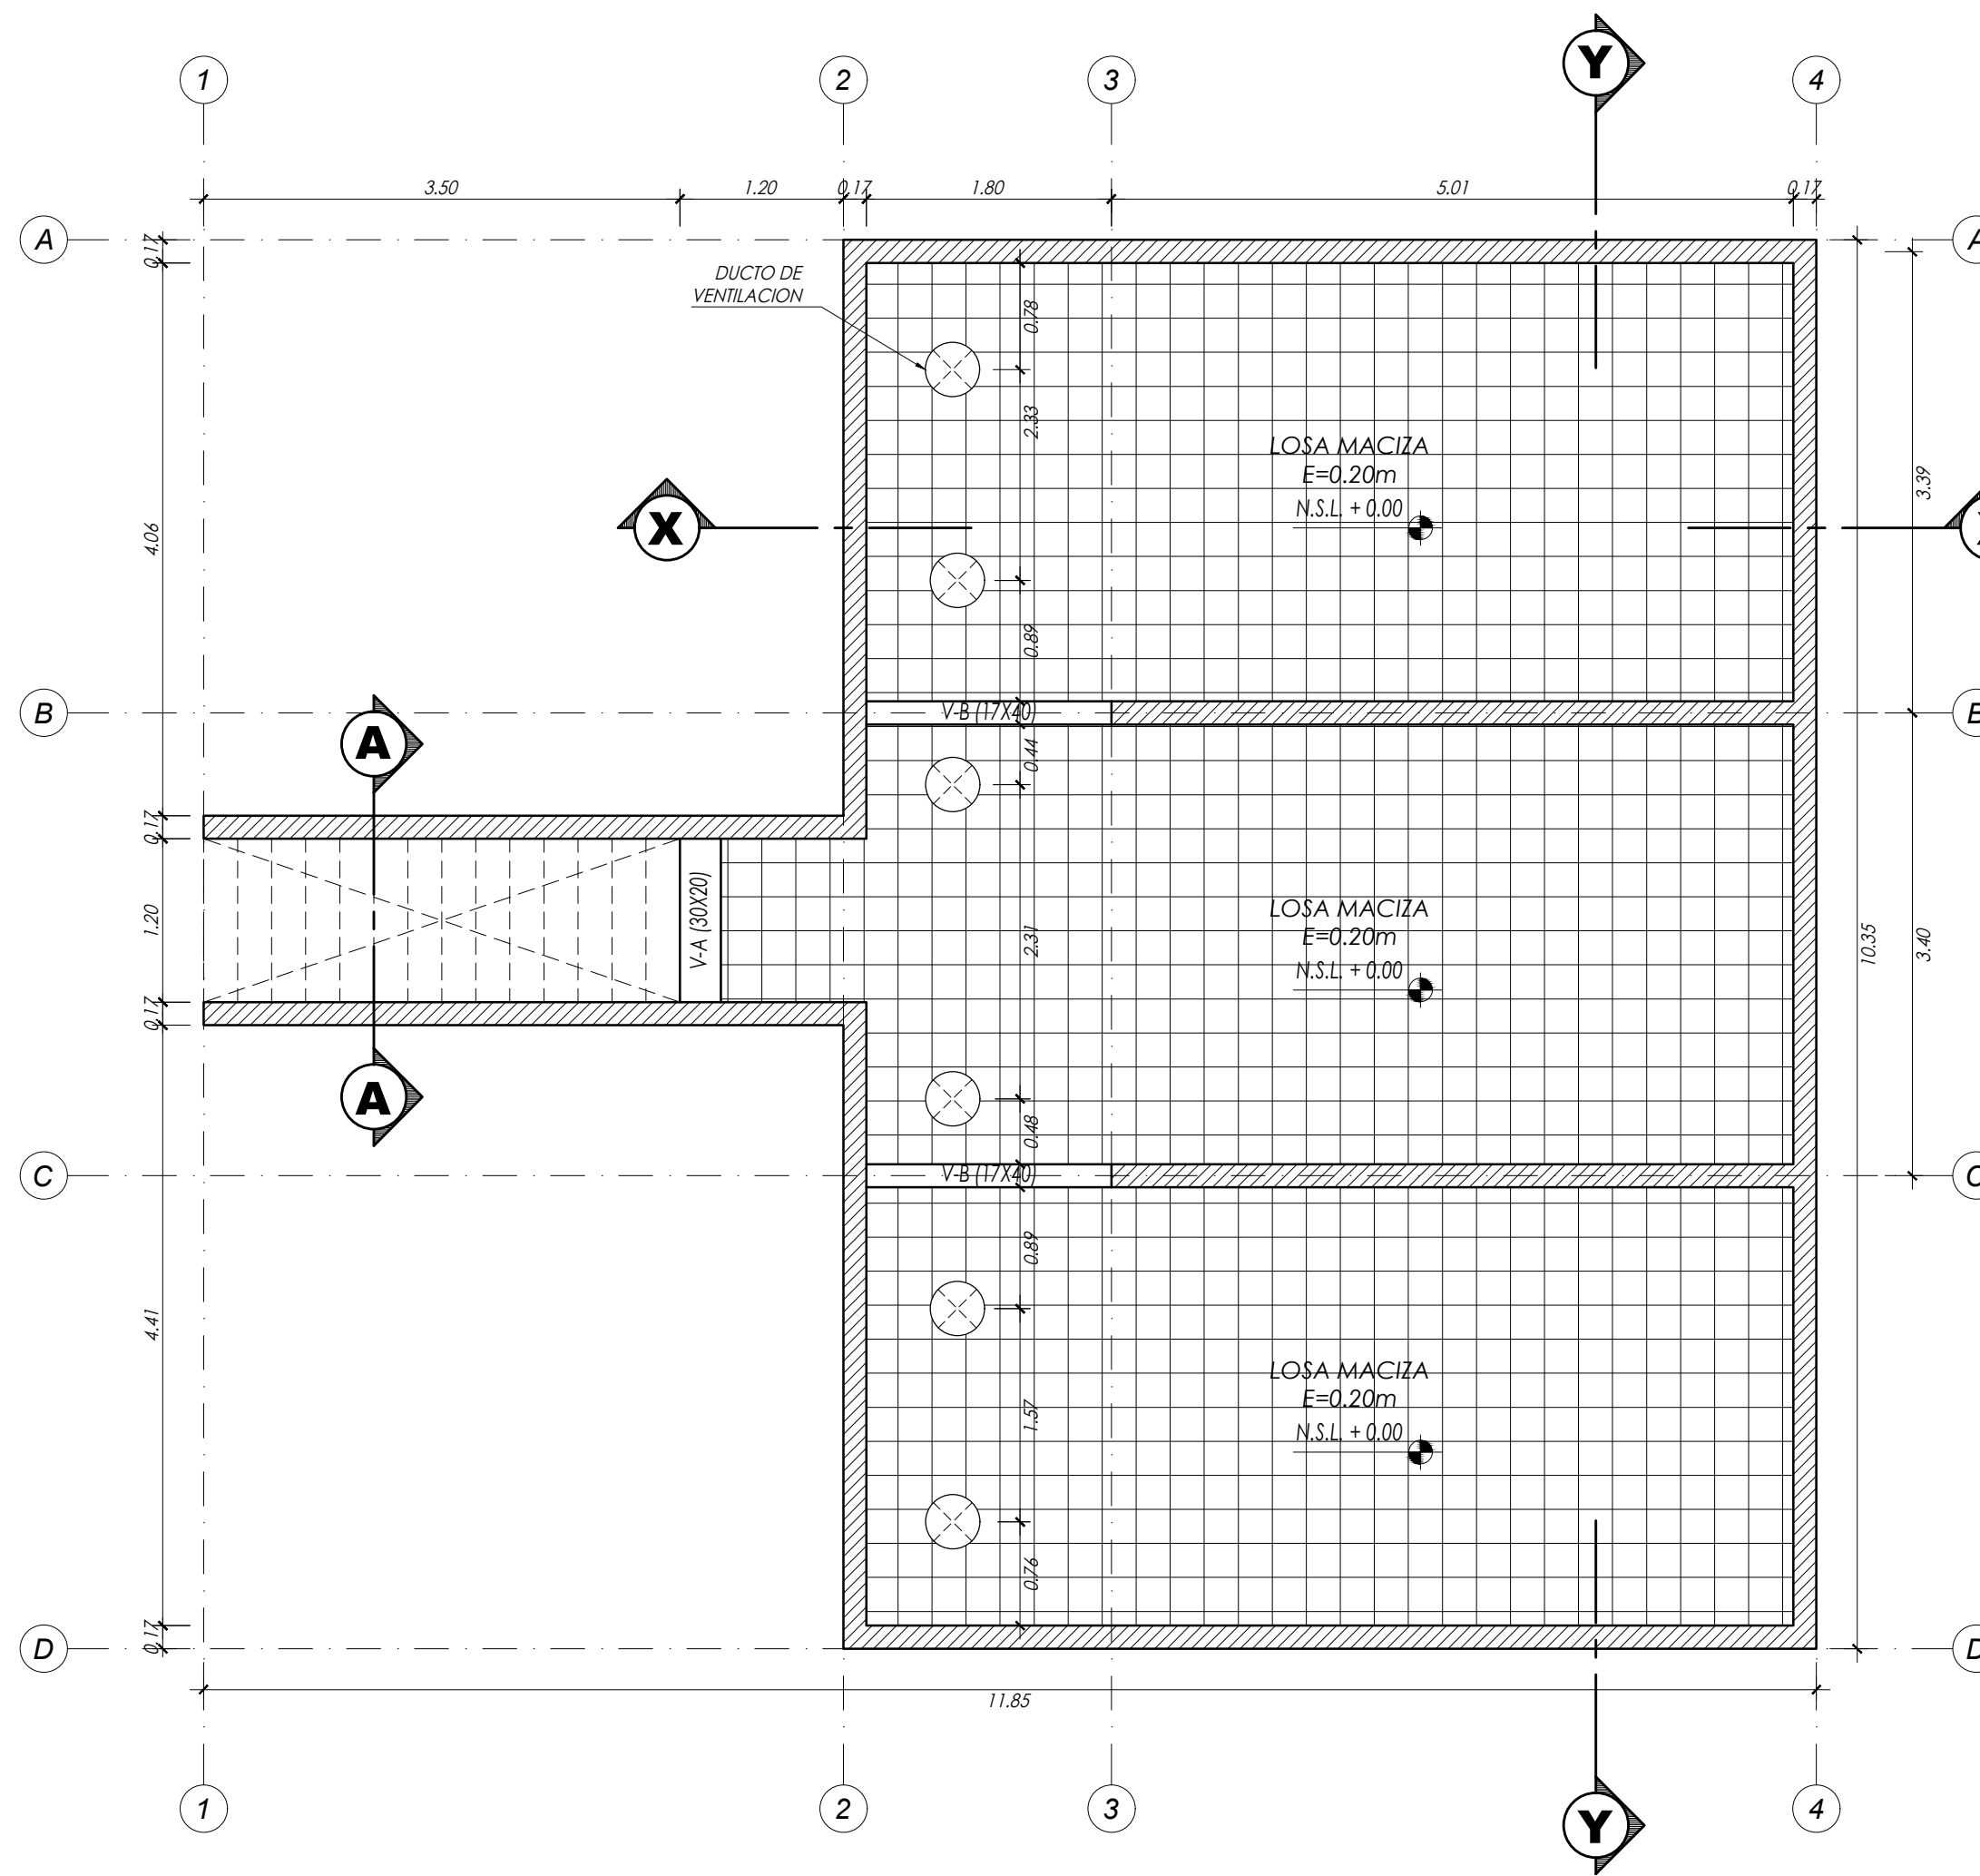 Y
1
2
3
4
3.50
1.20
0.17
1.80
5.01
0.17
A
A
0.17
DUCTO DE
VENTILACION
0.78
2.33
LOSA MACIZA
E=0.20m
N.S.L. + 0.00
3.39
X
4.06
0.89
B
V-B (17X40)
B
A
0.44
0.17
1.20
V-A (30X20)
2.31
LOSA MACIZA
E=0.20m
N.S.L. + 0.00
10.35
3.40
0.17
A
0.48
C
V-B (17X40)
C
0.89
4.41
1.57
LOSA MACIZA
E=0.20m
N.S.L. + 0.00
0.76
0.17
D
D
11.85
1
2
3
4
Y